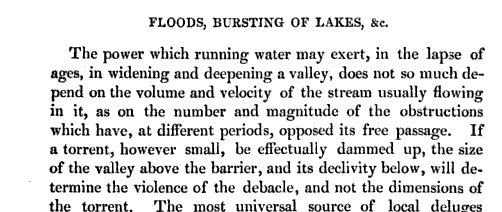 FLOODS, BURSTING OF LAKES, &c.
The power which running water may exert, in the lapse of
ages, in widening and deepening a valley, does not so much de-
pend on the volume and velocity of the stream usually flowing
in it, as on the number and magnitude of the obstructions
which have, at different periods, opposed its free passage. If
a torrent, however small, be effectually dammed up, the size
of the valley above the barrier, and its declivity below, will de-
termine the violence of the debacle, and not the dimensions of
the torrent. The most universal source of local deluges